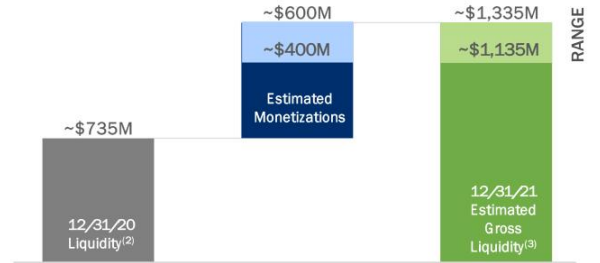 ~$600M
~$1,335M
RANGE
~$400M
~$1,135M
Estimated
Monetizations
~$735M
12/31/20
Liquidity(2)
12/31/21
Estimated
Gross
Liquidity(3)